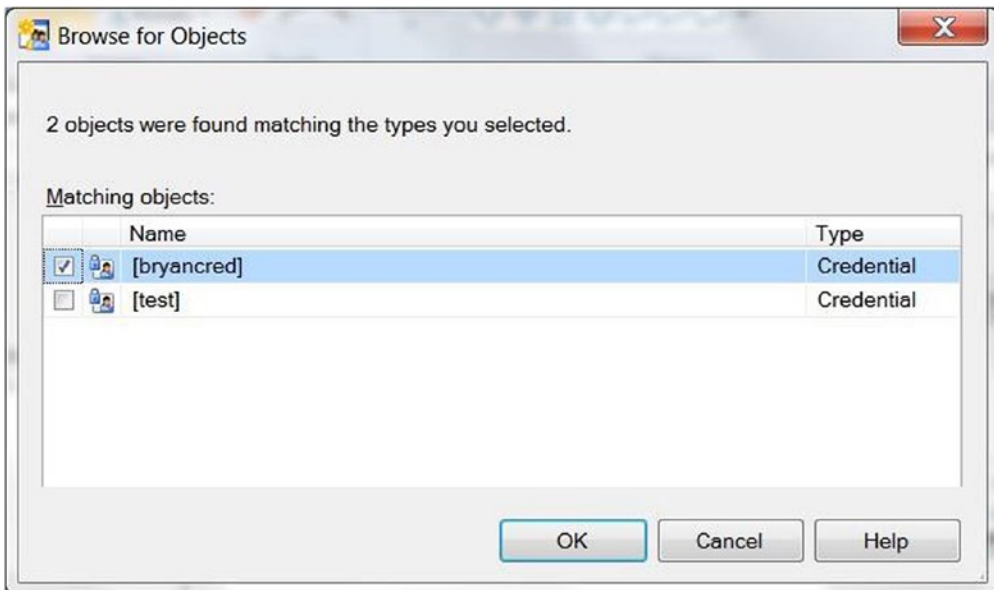 Browse for Objects
X
2 objects were found matching the types you selected.
Matching objects:
Name Type
[bryancred] Credential
[test] Credential
OK Cancel Help